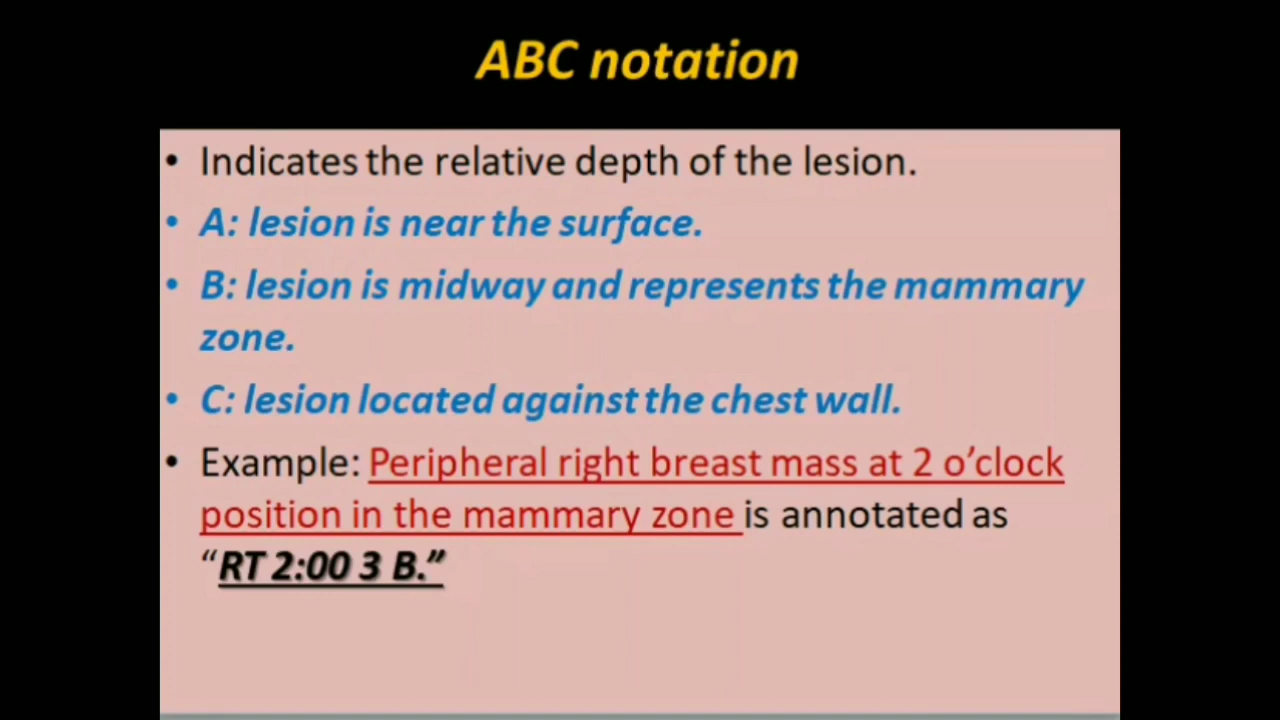 ABC notation
• Indicates the relative depth of the lesion.
• A: lesion is near the surface.
• B: lesion is midway and represents the mammary
zone.
• C: lesion located against the chest wall.
• Example: Peripheral right breast mass at 2 o’clock
position in the mammary zone is annotated as
“RT 2:00 3 B.”